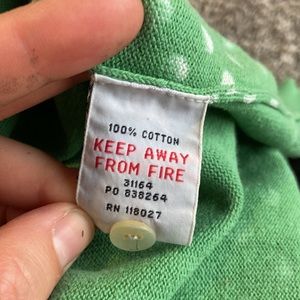 100% COTTON
KEEP AWAY
FROM FIRE
31164
PO 838264
RN 118027